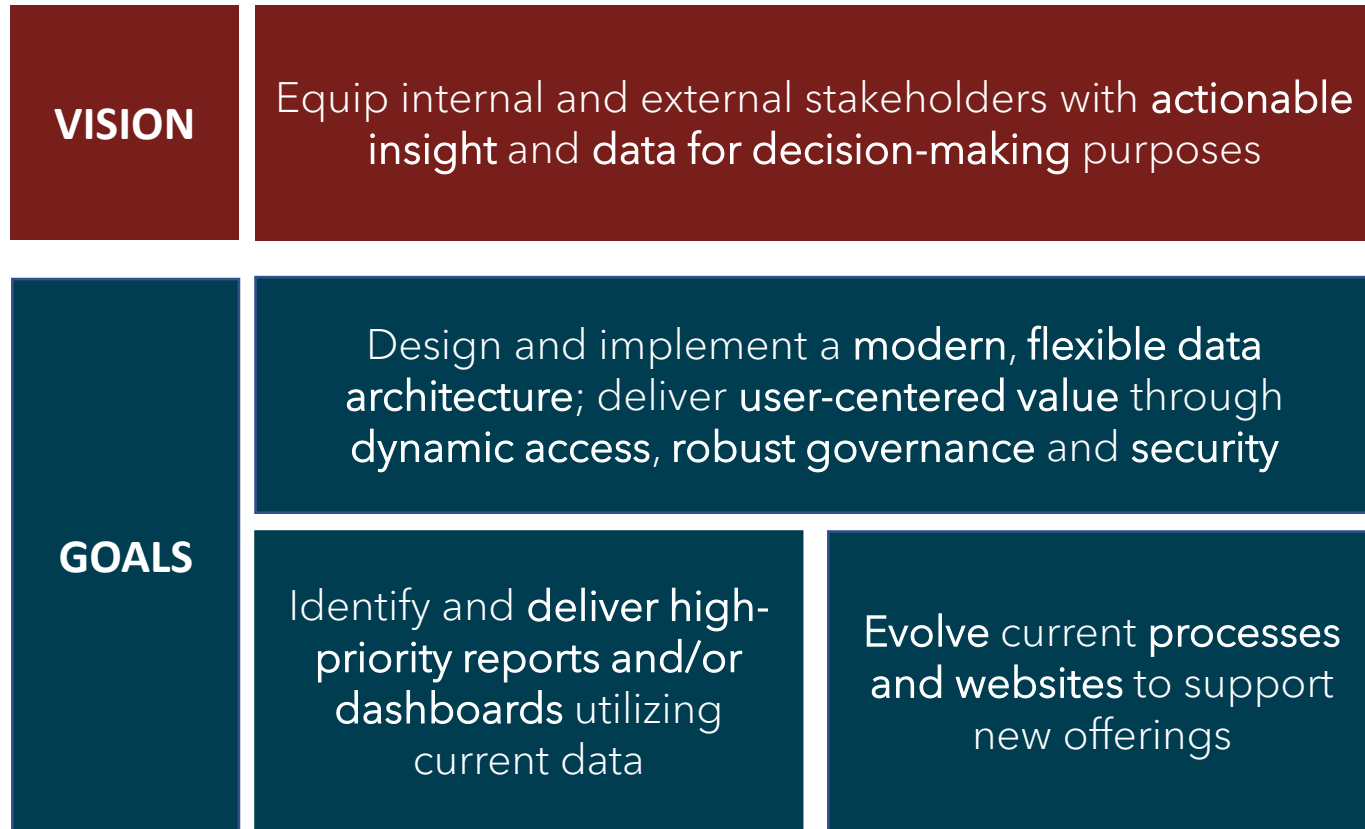 VISION
Equip internal and external stakeholders with actionable
insight and data for decision-making purposes
GOALS
Design and implement a modern, flexible data
architecture; deliver user-centered value through
dynamic access, robust governance and security
Identify and deliver high-
priority reports and/or
dashboards utilizing
current data
Evolve current processes
and websites to support
new offerings